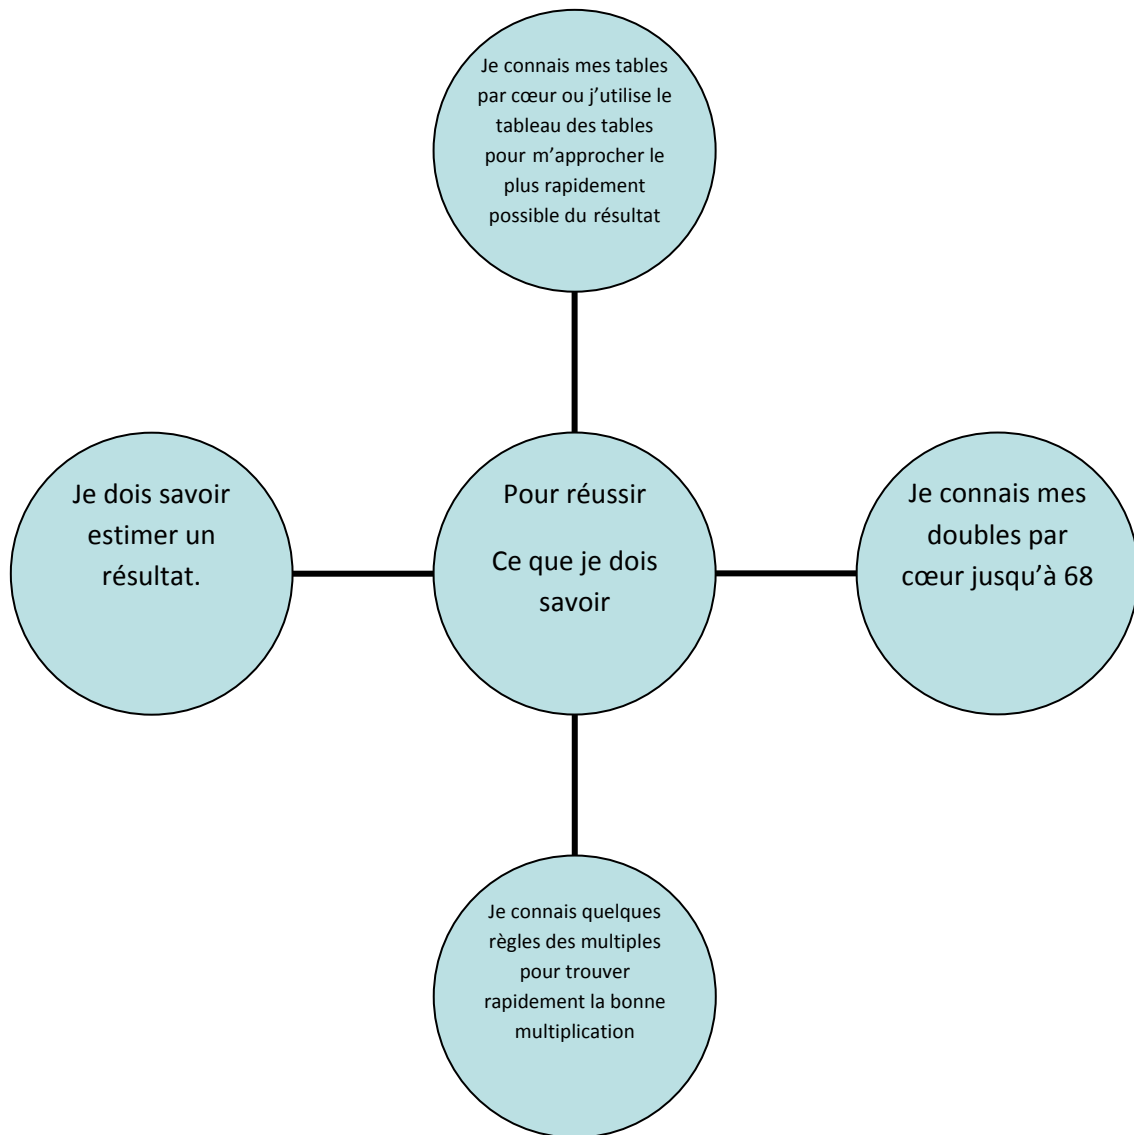 Je connais mes tables
par cœur ou j’utilise le
tableau des tables
pour m’approcher le
plus rapidement
possible du résultat
Je dois savoir
estimer un
résultat.
Pour réussir
Ce que je dois
savoir
Je connais mes
doubles par
cœur jusqu’à 68
Je connais quelques
règles des multiples
pour trouver
rapidement la bonne
multiplication